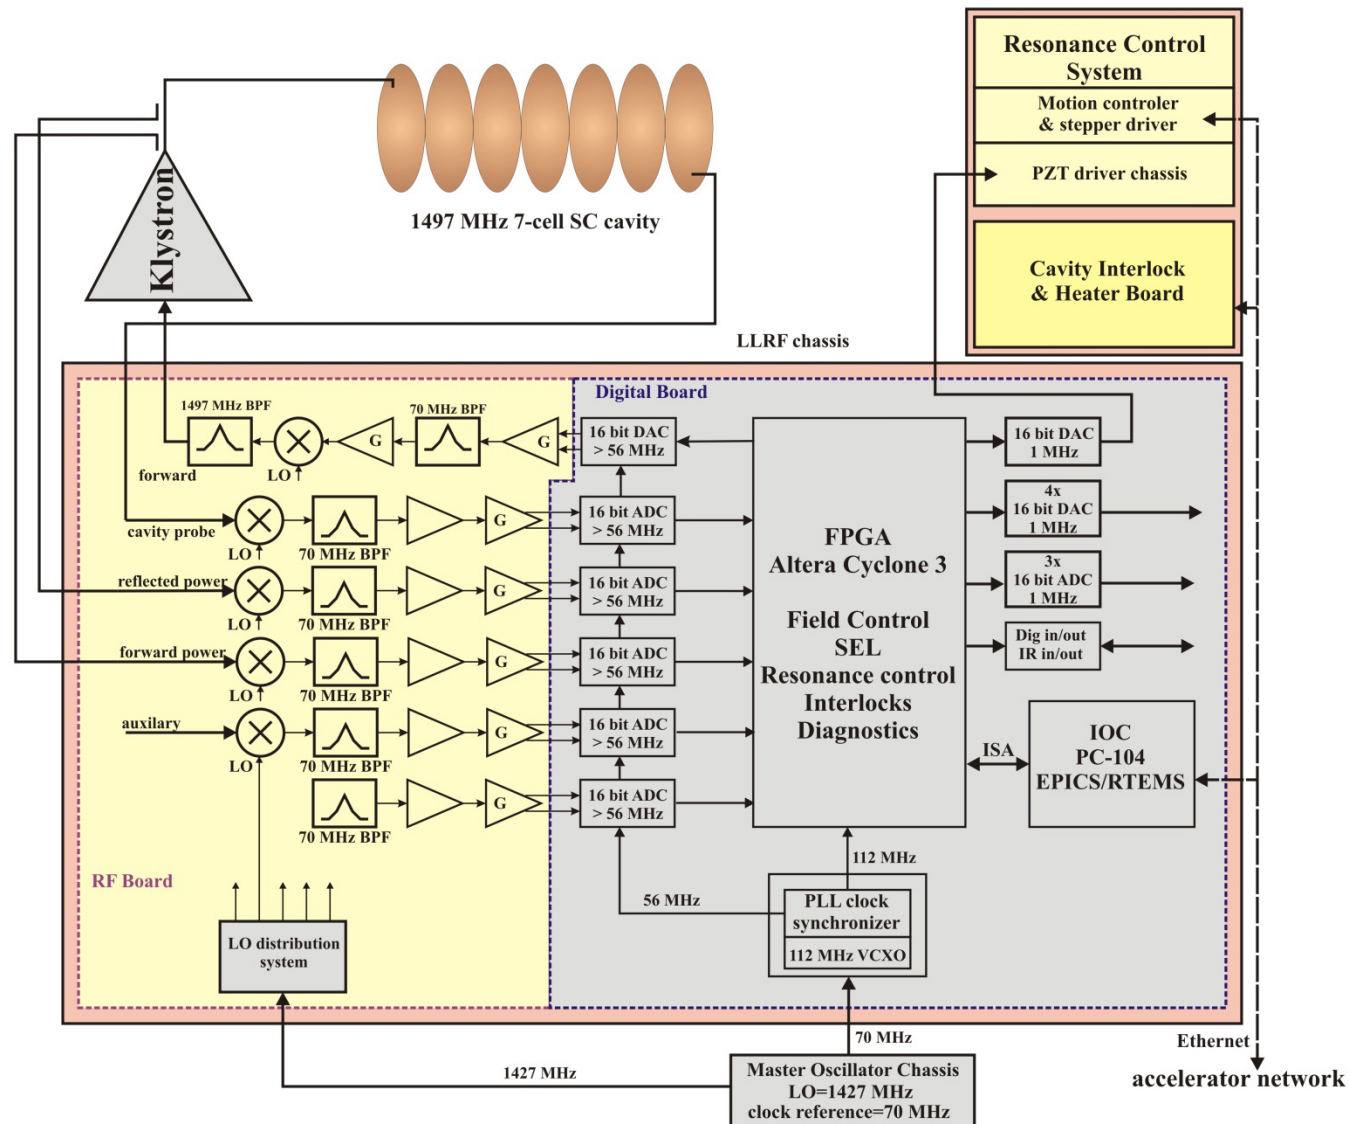 Resonance Control
System
Motion controler
& stepper driver
PZT driver chassis
Cavity Interlock
& Heater Board
Klystron
1497 MHz 7-cell SC cavity
LLRF chassis
Digital Board
1497 MHz BPF
70 MHz BPF
G
G
16 bit DAC
> 56 MHz
16 bit DAC
1 MHz
forward
LO
cavity probe
LO
70 MHz BPF
G
16 bit ADC
> 56 MHz
4x
16 bit DAC
1 MHz
reflected power
LO
70 MHz BPF
G
16 bit ADC
> 56 MHz
3x
16 bit ADC
1 MHz
forward power
LO
70 MHz BPF
G
16 bit ADC
> 56 MHz
Dig in/out
IR in/out
auxilary
LO
70 MHz BPF
G
16 bit ADC
> 56 MHz
70 MHz BPF
G
16 bit ADC
> 56 MHz
FPGA
Altera Cyclone 3
Field Control
SEL
Resonance control
Interlocks
Diagnostics
ISA
IOC
PC-104
EPICS/RTEMS
RF Board
112 MHz
56 MHz
PLL clock
synchronizer
112 MHz VCXO
LO distribution
system
70 MHz
Ethernet
accelerator network
1427 MHz
Master Oscillator Chassis
LO=1427 MHz
clock reference=70 MHz